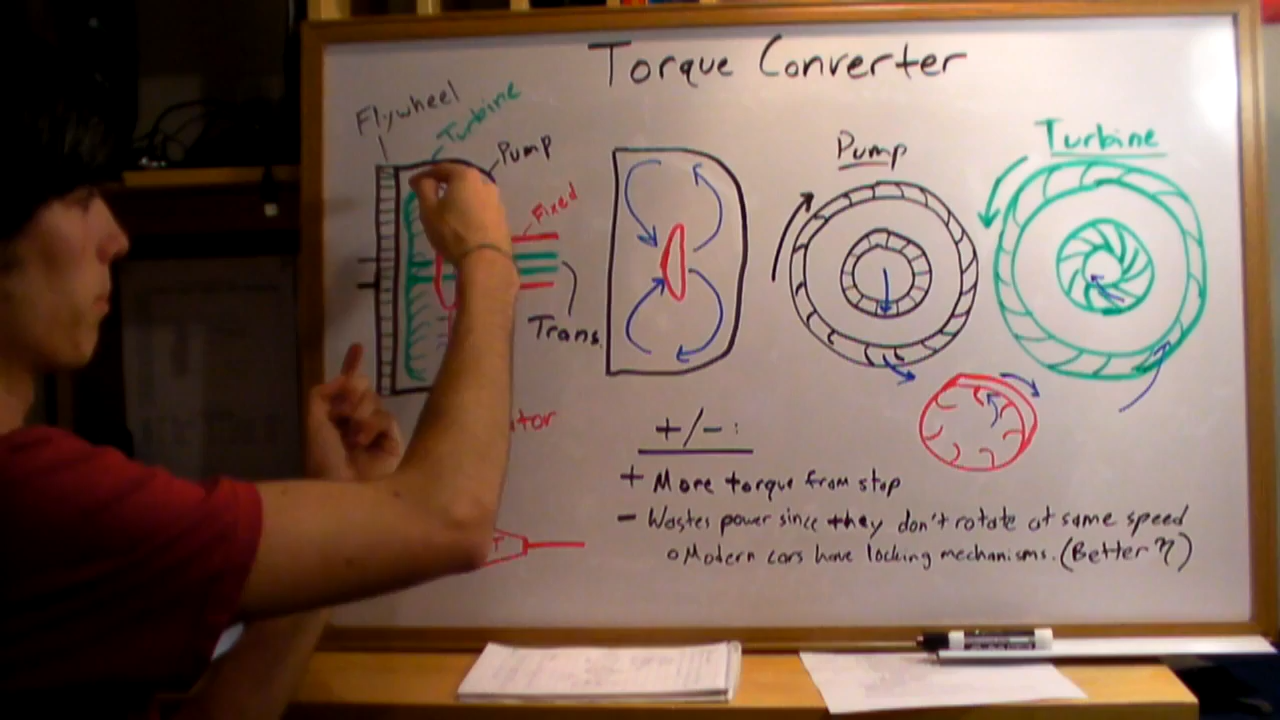 Torque Converter
Flywheel
Turbine
Pump
Fixed
Trans.
Pump
Turbine
tor
T
+/- :
+ More torque from stop
- Wastes power since they don't rotate at same speed
o Modern cars have locking mechanisms. (Better η)